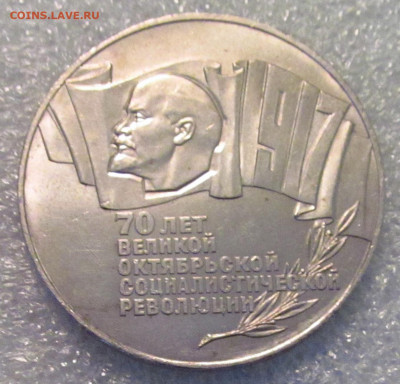 COINS.LAVE.RU
1917
70 ЛЕТ
ВЕЛИКОЙ
ОКТЯБРЬСКОЙ
СОЦИАЛИСТИЧЕСКОЙ
РЕВОЛЮЦИИ